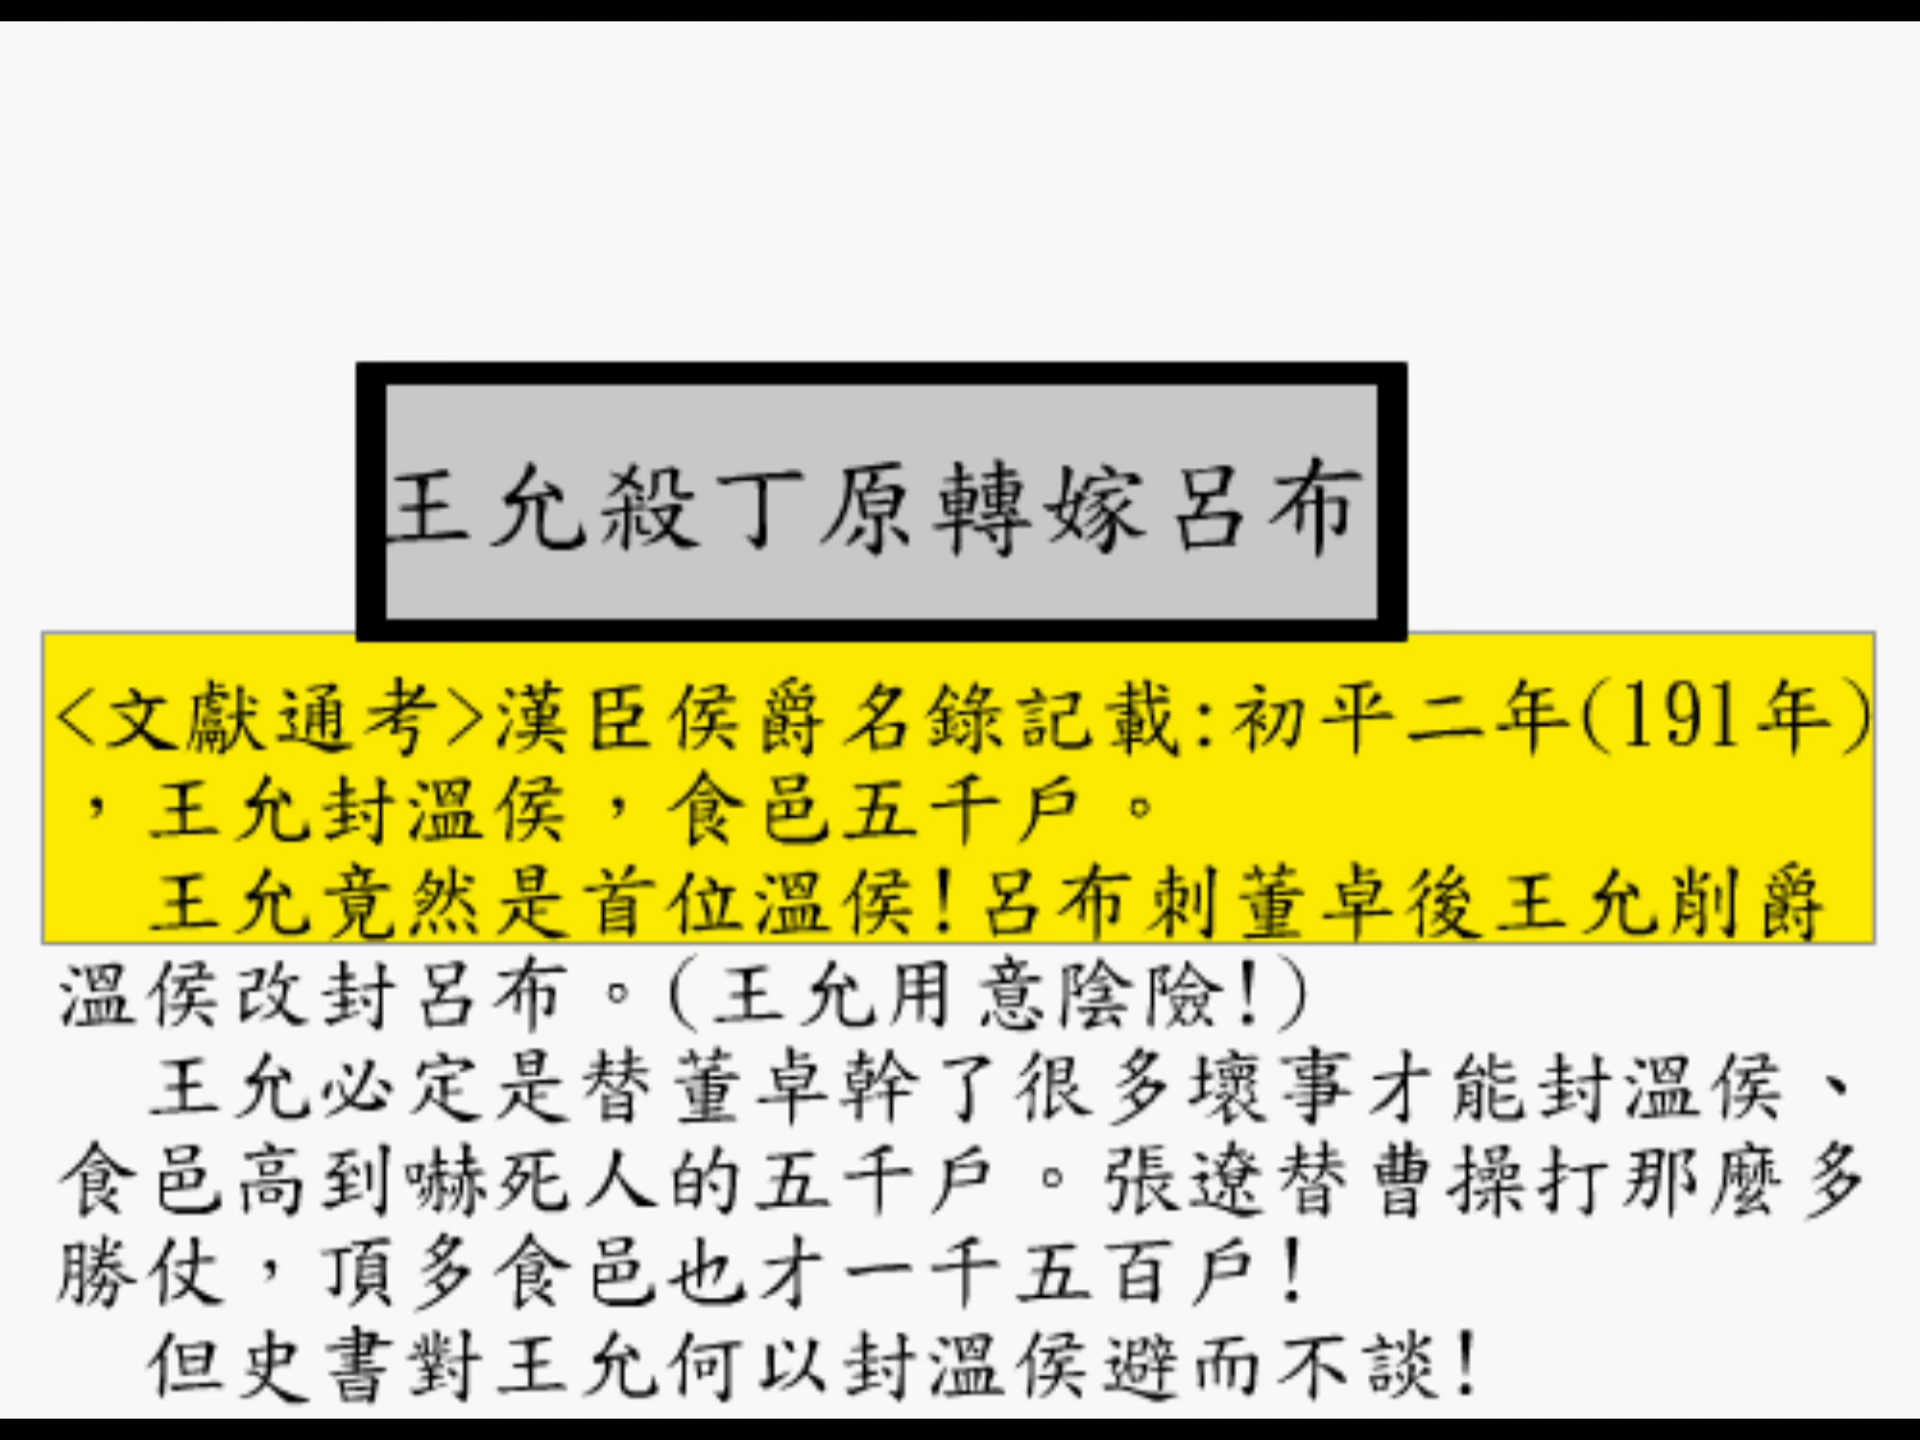 王允殺丁原轉嫁呂布
<文獻通考>漢臣侯爵名錄記載:初平二年(191年)
，王允封溫侯，食邑五千戶。
王允竟然是首位溫侯!呂布刺董卓後王允削爵
溫侯改封呂布。(王允用意陰險!)
王允必定是替董卓幹了很多壞事才能封溫侯、
食邑高到嚇死人的五千戶。張遼替曹操打那麼多
勝仗，頂多食邑也才一千五百戶!
但史書對王允何以封溫侯避而不談!